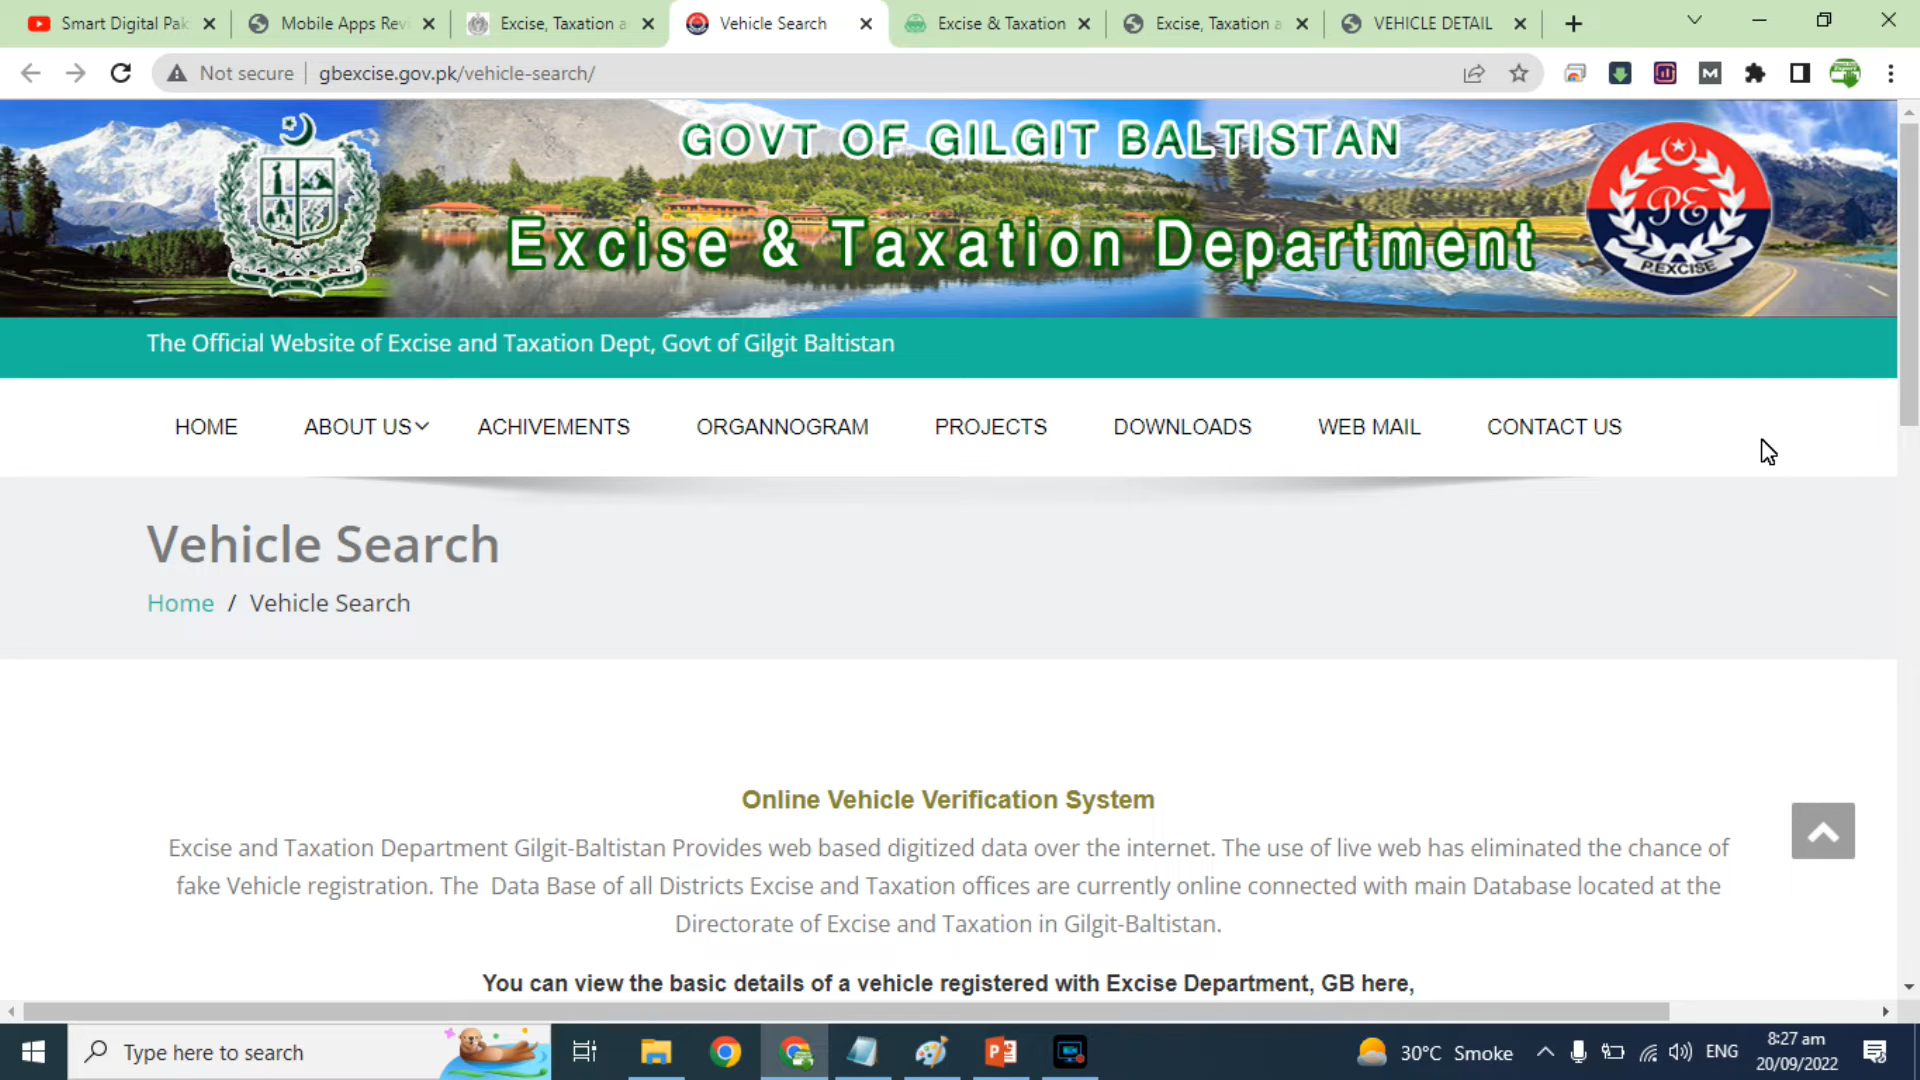 Smart Digital Pak
Mobile Apps Revi
Excise, Taxation a
Vehicle Search
Excise & Taxation
Excise, Taxation a
VEHICLE DETAIL
Not secure
gbexcise.gov.pk/vehicle-search/
GOVT OF GILGIT BALTISTAN
Excise & Taxation Department
PE
P.EXCISE
The Official Website of Excise and Taxation Dept, Govt of Gilgit Baltistan
HOME
ABOUT US
ACHIVEMENTS
ORGANNOGRAM
PROJECTS
DOWNLOADS
WEB MAIL
CONTACT US
Vehicle Search
Home / Vehicle Search
Online Vehicle Verification System
Excise and Taxation Department Gilgit-Baltistan Provides web based digitized data over the internet. The use of live web has eliminated the chance of
fake Vehicle registration. The Data Base of all Districts Excise and Taxation offices are currently online connected with main Database located at the
Directorate of Excise and Taxation in Gilgit-Baltistan.
You can view the basic details of a vehicle registered with Excise Department, GB here,
Type here to search
30°C Smoke
ENG
8:27 am
20/09/2022